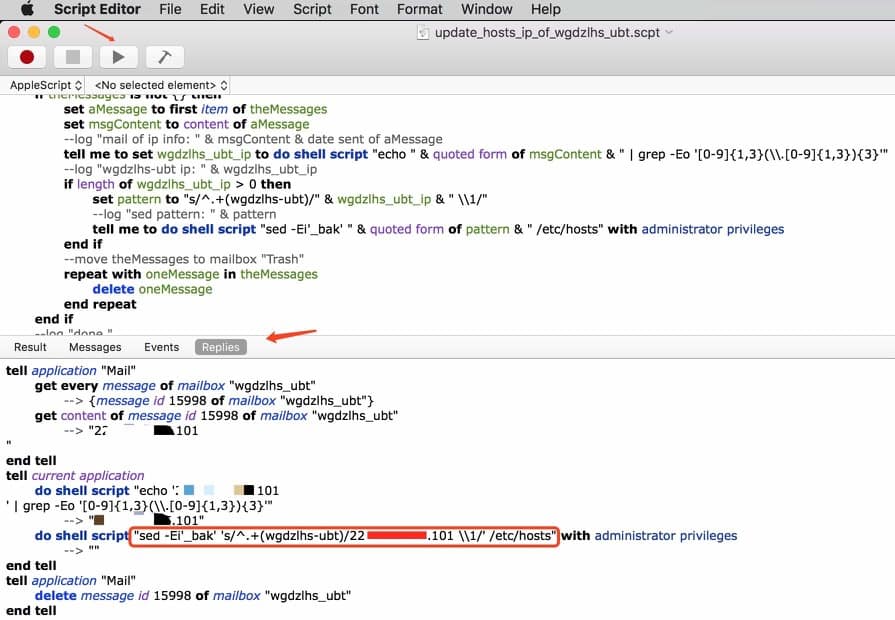 Script Editor File Edit View Script Font Format Window Help
update_hosts_ip_of_wgdzlhs_ubt.scpt
AppleScript <No selected element>
if theMessages is not {} then
set aMessage to first item of theMessages
set msgContent to content of aMessage
--log "mail of ip info: " & msgContent & date sent of aMessage
tell me to set wgdzlhs_ubt_ip to do shell script "echo " & quoted form of msgContent & " | grep -Eo '[0-9]{1,3}(\\.[0-9]{1,3}){3}'"
--log "wgdzlhs-ubt ip: " & wgdzlhs_ubt_ip
if length of wgdzlhs_ubt_ip > 0 then
set pattern to "s/^.+(wgdzlhs-ubt)/" & wgdzlhs_ubt_ip & " \\1/"
--log "sed pattern: " & pattern
tell me to do shell script "sed -Ei'_bak' " & quoted form of pattern & " /etc/hosts" with administrator privileges
end if
--move theMessages to mailbox "Trash"
repeat with oneMessage in theMessages
delete oneMessage
end repeat
end if
--log "done."
Result Messages Events Replies
tell application "Mail"
get every message of mailbox "wgdzlhs_ubt"
--> {message id 15998 of mailbox "wgdzlhs_ubt"}
get content of message id 15998 of mailbox "wgdzlhs_ubt"
--> "22 .101
"
end tell
tell current application
do shell script "echo ' 101
' | grep -Eo '[0-9]{1,3}(\\.[0-9]{1,3}){3}'"
--> " .101"
do shell script "sed -Ei'_bak' 's/^.+(wgdzlhs-ubt)/22 .101 \\1/' /etc/hosts" with administrator privileges
--> ""
end tell
tell application "Mail"
delete message id 15998 of mailbox "wgdzlhs_ubt"
end tell